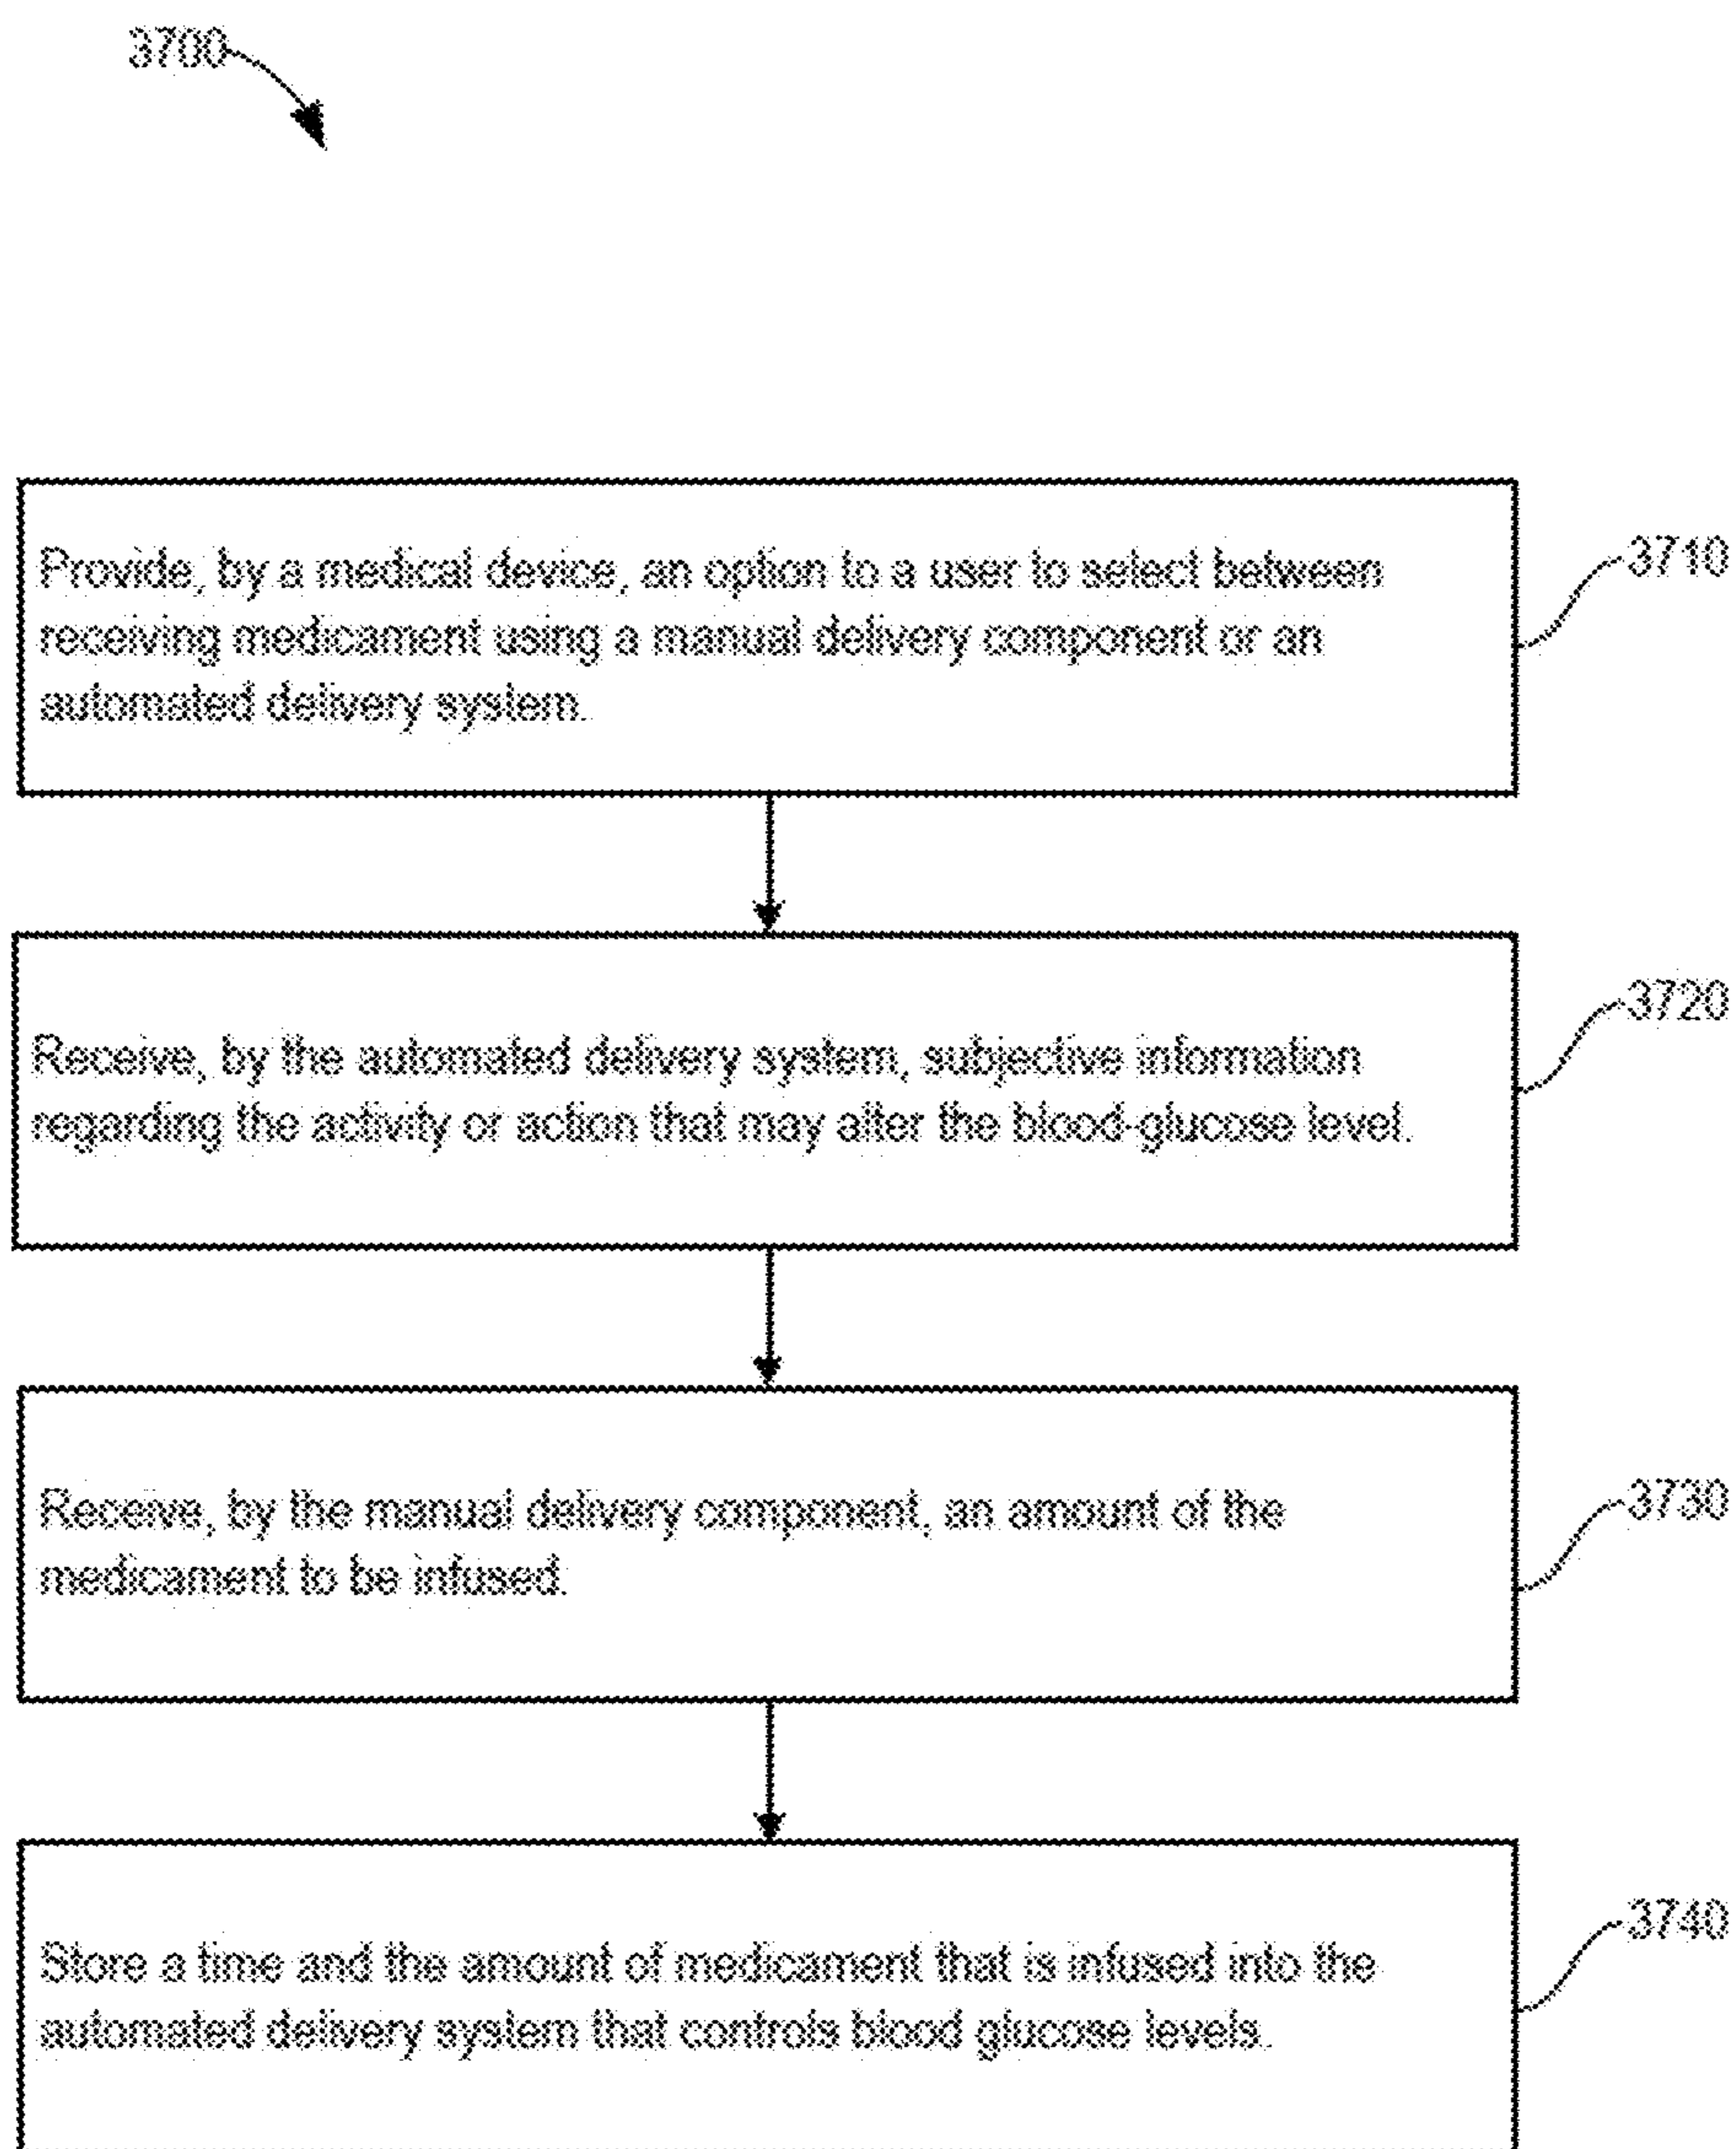 3700
Provide, by a medical device, an option to a user to select between
receiving medicament using a manual delivery component or an
automated delivery system.
3710
Receive, by the automated delivery system, subjective information
regarding the activity or action that may alter the blood-glucose level.
3720
Receive, by the manual delivery component, an amount of the
medicament to be infused.
3730
Store a time and the amount of medicament that is infused into the
automated delivery system that controls blood glucose levels.
3740